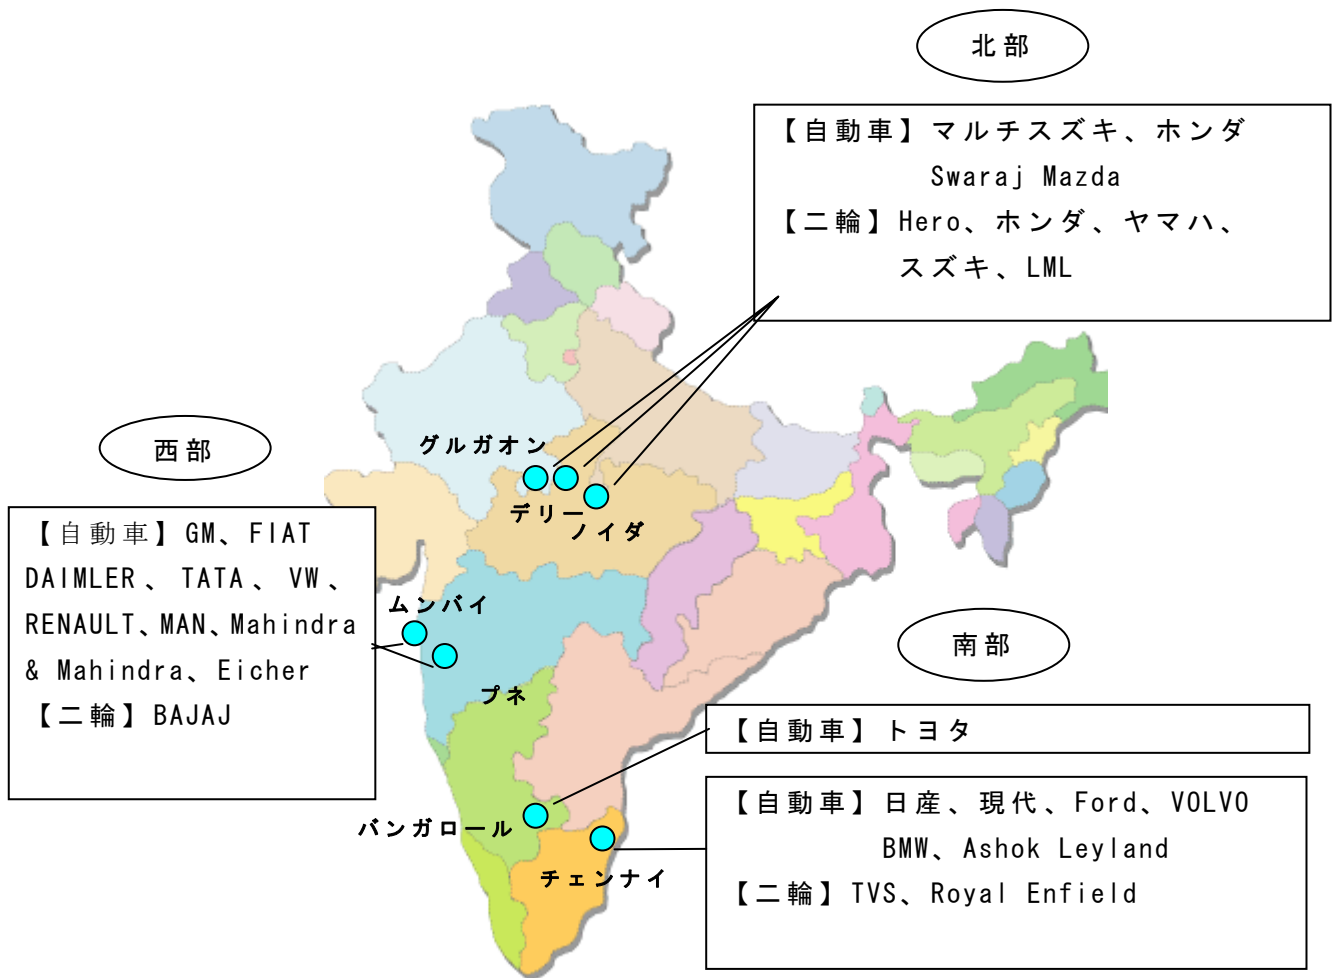 北部
【自動車】マルチスズキ、ホンダ
Swaraj Mazda
【二輪】Hero、ホンダ、ヤマハ、
スズキ、LML
グルガオン
デリー
ノイダ
西部
【自動車】GM、FIAT
DAIMLER、TATA、VW、
RENAULT、MAN、Mahindra
& Mahindra、Eicher
【二輪】BAJAJ
ムンバイ
プネ
南部
【自動車】トヨタ
バンガロール
【自動車】日産、現代、Ford、VOLVO
BMW、Ashok Leyland
【二輪】TVS、Royal Enfield
チェンナイ